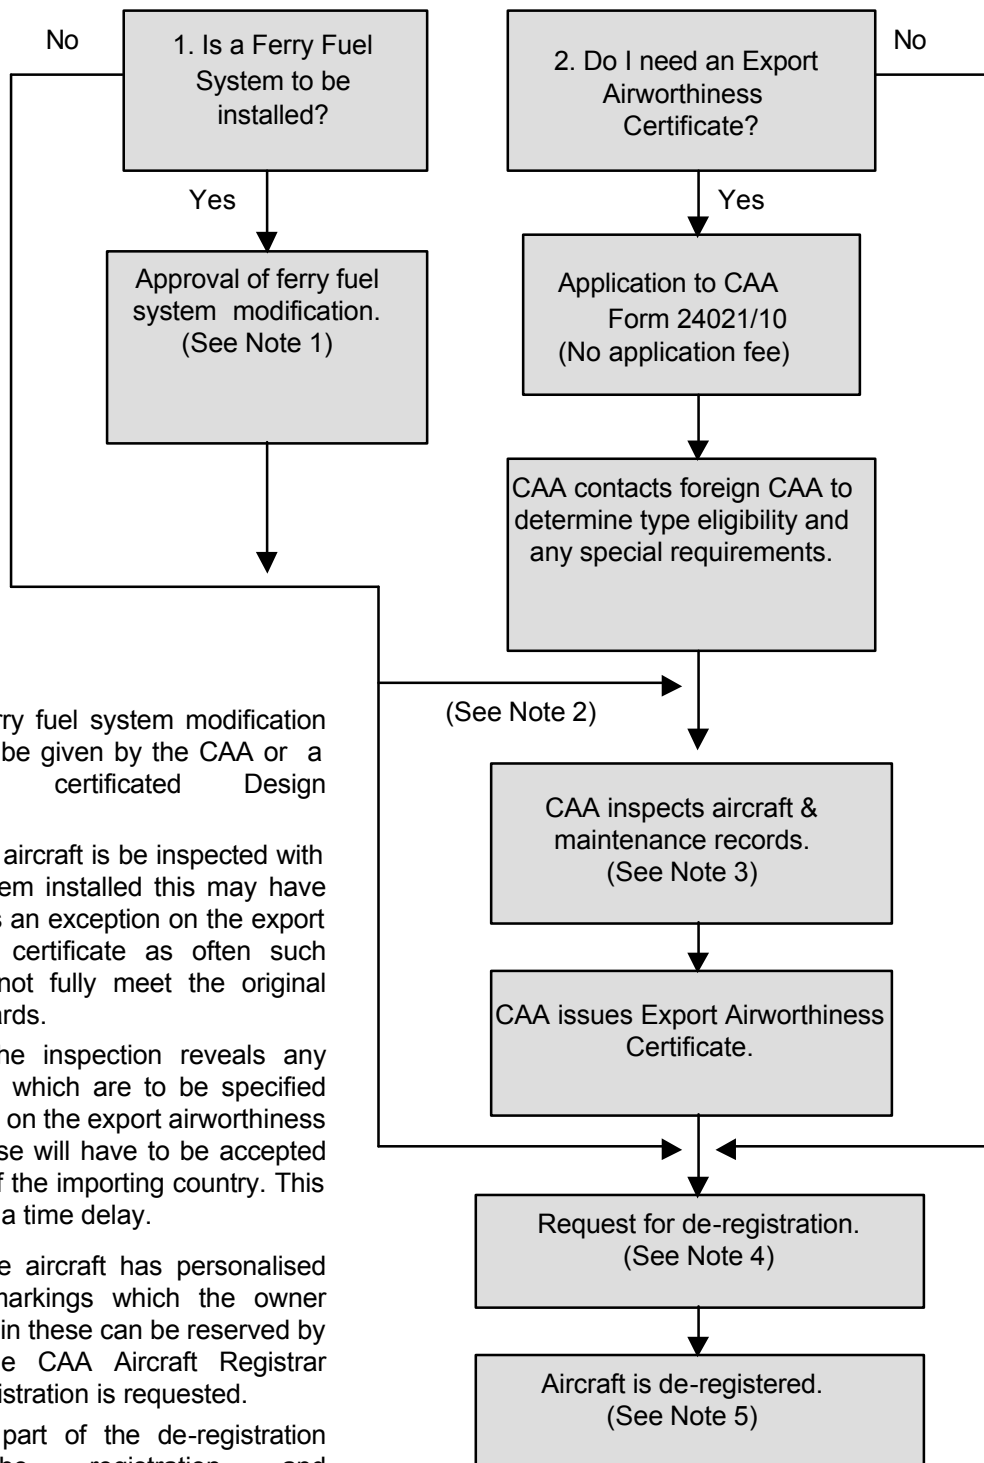 No
1. Is a Ferry Fuel
System to be
installed?
Yes
Approval of ferry fuel
system modification.
(See Note 1)
2. Do I need an Export
Airworthiness
Certificate?
No
Yes
Application to CAA
Form 24021/10
(No application fee)
CAA contacts foreign CAA to
determine type eligibility and
any special requirements.
(See Note 2)
CAA inspects aircraft &
maintenance records.
(See Note 3)
CAA issues Export Airworthiness
Certificate.
Request for de-registration.
(See Note 4)
Aircraft is de-registered.
(See Note 5)
fuel system modification
be given by the CAA or a
certificated Design
aircraft is be inspected with
installed this may have
an exception on the export
certificate as often such
not fully meet the original
he inspection reveals any
which are to be specified
on the export airworthiness
se will have to be accepted
f the importing country. This
a time delay.
e aircraft has personalised
markings which the owner
in these can be reserved by
e CAA Aircraft Registrar
istration is requested.
part of the de-registration
registration and